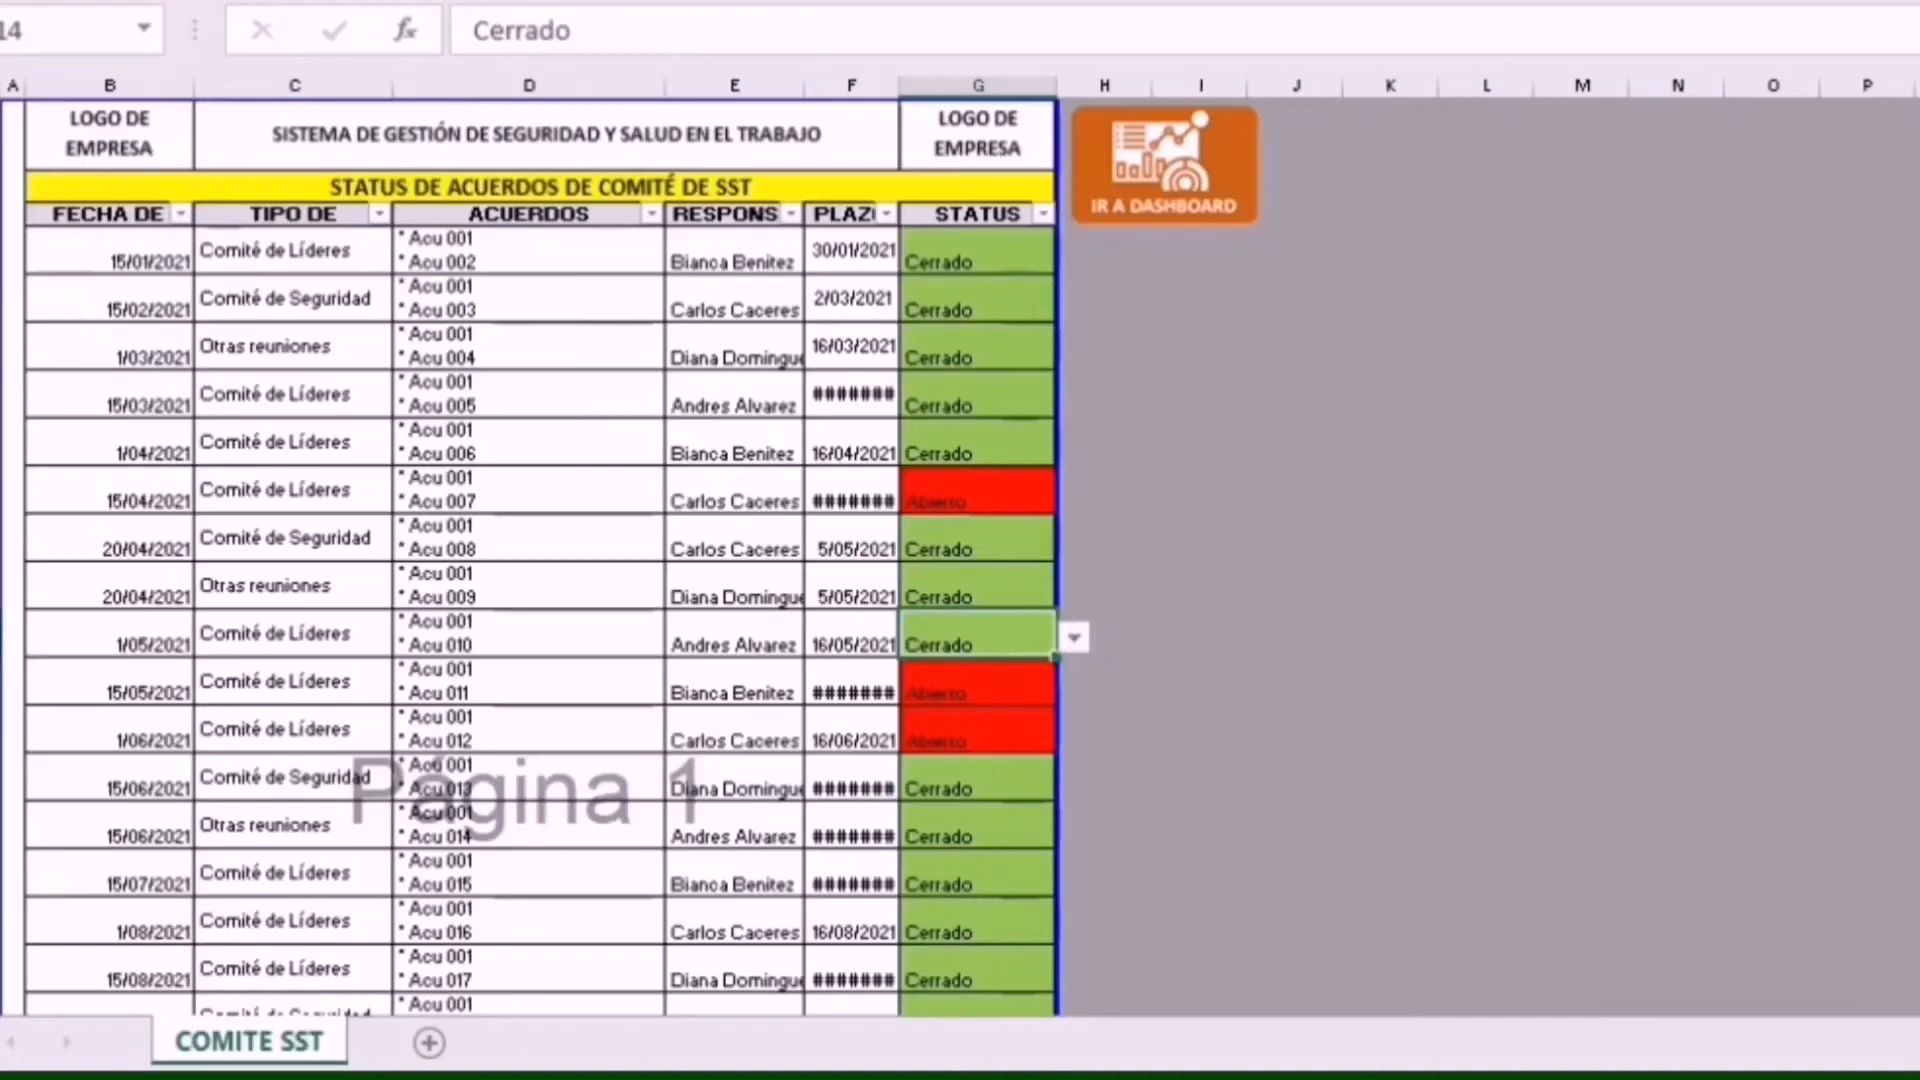 14
fx
Cerrado
A B C D E F G H I J K L M N O P
LOGO DE EMPRESA SISTEMA DE GESTIÓN DE SEGURIDAD Y SALUD EN EL TRABAJO LOGO DE EMPRESA
IR A DASHBOARD
STATUS DE ACUERDOS DE COMITÉ DE SST
FECHA DE TIPO DE ACUERDOS RESPONS PLAZ STATUS
15/01/2021 Comité de Líderes * Acu 001 * Acu 002 Bianca Benitez 30/01/2021 Cerrado
15/02/2021 Comité de Seguridad * Acu 001 * Acu 003 Carlos Caceres 2/03/2021 Cerrado
1/03/2021 Otras reuniones * Acu 001 * Acu 004 Diana Domingue 16/03/2021 Cerrado
15/03/2021 Comité de Líderes * Acu 001 * Acu 005 Andres Alvarez ####### Cerrado
1/04/2021 Comité de Líderes * Acu 001 * Acu 006 Bianca Benitez 16/04/2021 Cerrado
15/04/2021 Comité de Líderes * Acu 001 * Acu 007 Carlos Caceres ####### Abierto
20/04/2021 Comité de Seguridad * Acu 001 * Acu 008 Carlos Caceres 5/05/2021 Cerrado
20/04/2021 Otras reuniones * Acu 001 * Acu 009 Diana Domingue 5/05/2021 Cerrado
1/05/2021 Comité de Líderes * Acu 001 * Acu 010 Andres Alvarez 16/05/2021 Cerrado
15/05/2021 Comité de Líderes * Acu 001 * Acu 011 Bianca Benitez ####### Abierto
1/06/2021 Comité de Líderes * Acu 001 * Acu 012 Carlos Caceres 16/06/2021 Abierto
15/06/2021 Comité de Seguridad * Acu 001 * Acu 013 Diana Domingue ####### Cerrado
Página 1
15/06/2021 Otras reuniones * Acu 001 * Acu 014 Andres Alvarez ####### Cerrado
15/07/2021 Comité de Líderes * Acu 001 * Acu 015 Bianca Benitez ####### Cerrado
1/08/2021 Comité de Líderes * Acu 001 * Acu 016 Carlos Caceres 16/08/2021 Cerrado
15/08/2021 Comité de Líderes * Acu 001 * Acu 017 Diana Domingue ####### Cerrado
* Acu 001
COMITE SST